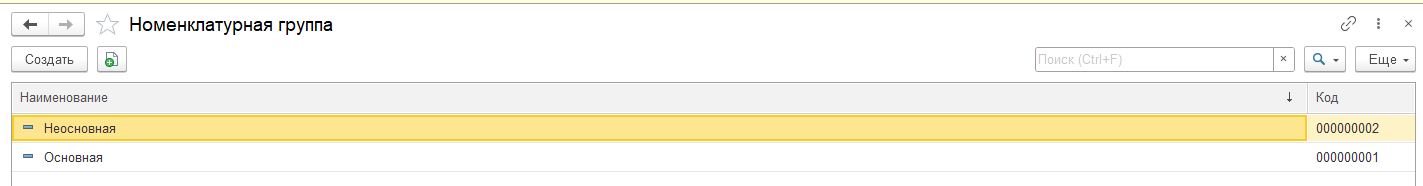 Номенклатурная группа
Создать Поиск (Ctrl+F) × Еще
Наименование ↓ Код
Неосновная 000000002
Основная 000000001